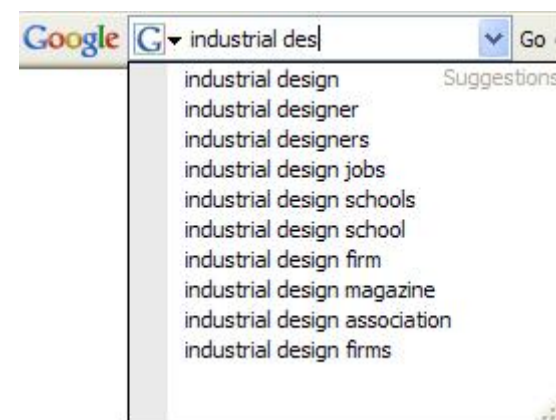 Google G industrial des Go
industrial design Suggestions
industrial designer
industrial designers
industrial design jobs
industrial design schools
industrial design school
industrial design firm
industrial design magazine
industrial design association
industrial design firms